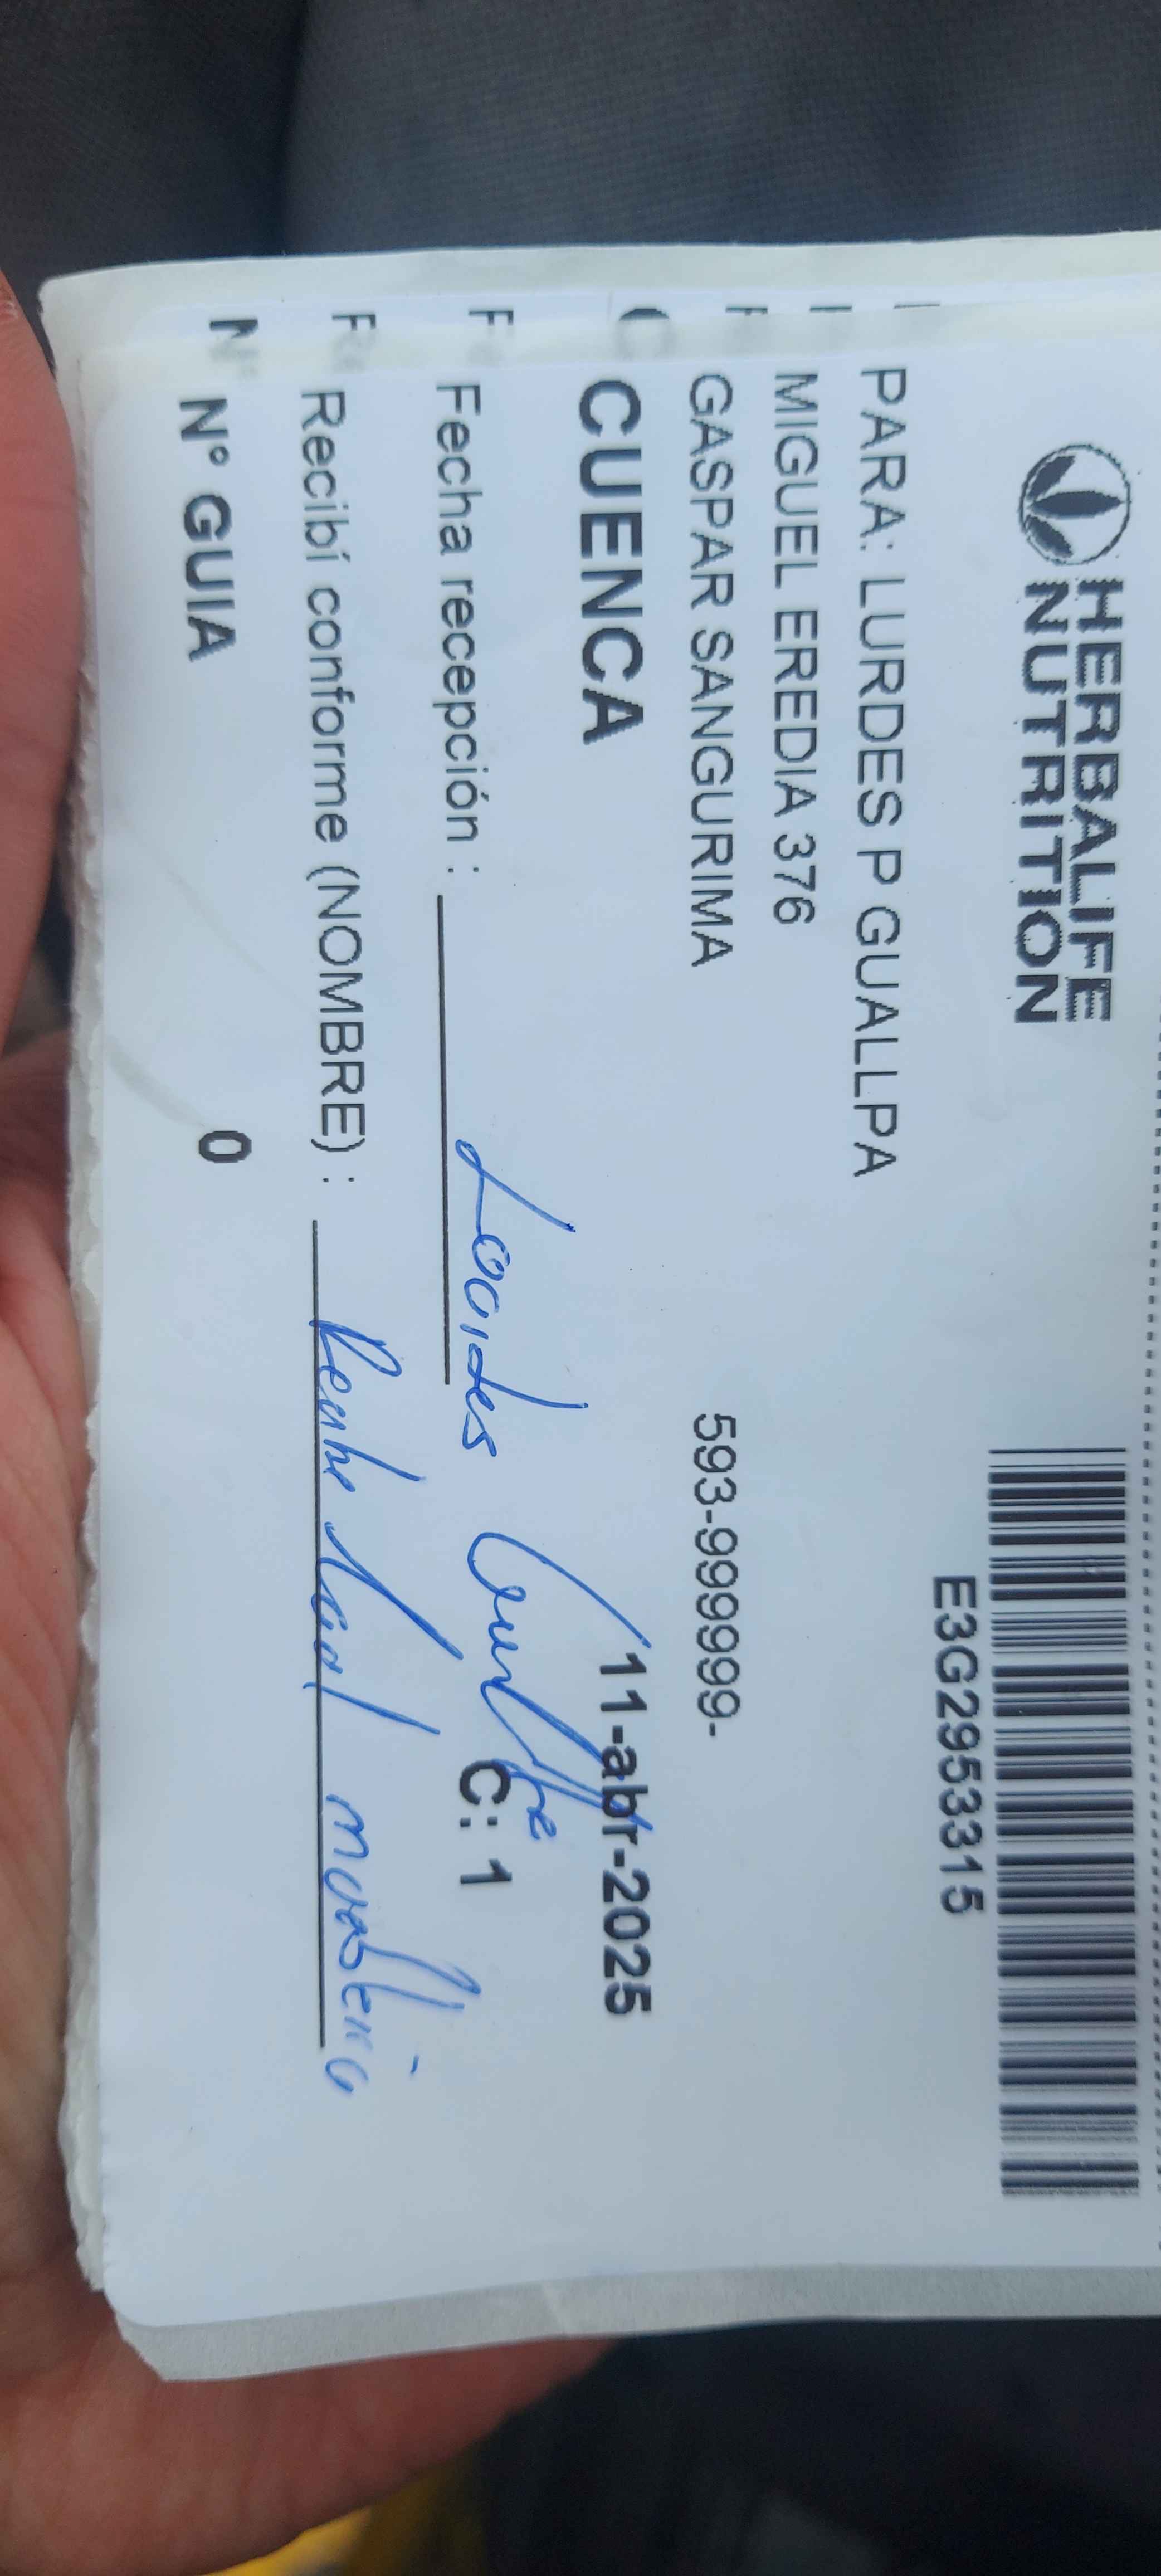 HERBALIFE
NUTRITION
E3G2953315
PARA: LURDES P GUALLPA
MIGUEL EREDIA 376
GASPAR SANGURIMA
593-999999-
CUENCA
11-abr-2025
Fecha recepción :
C: 1
Recibí conforme (NOMBRE) :
N° GUIA 0